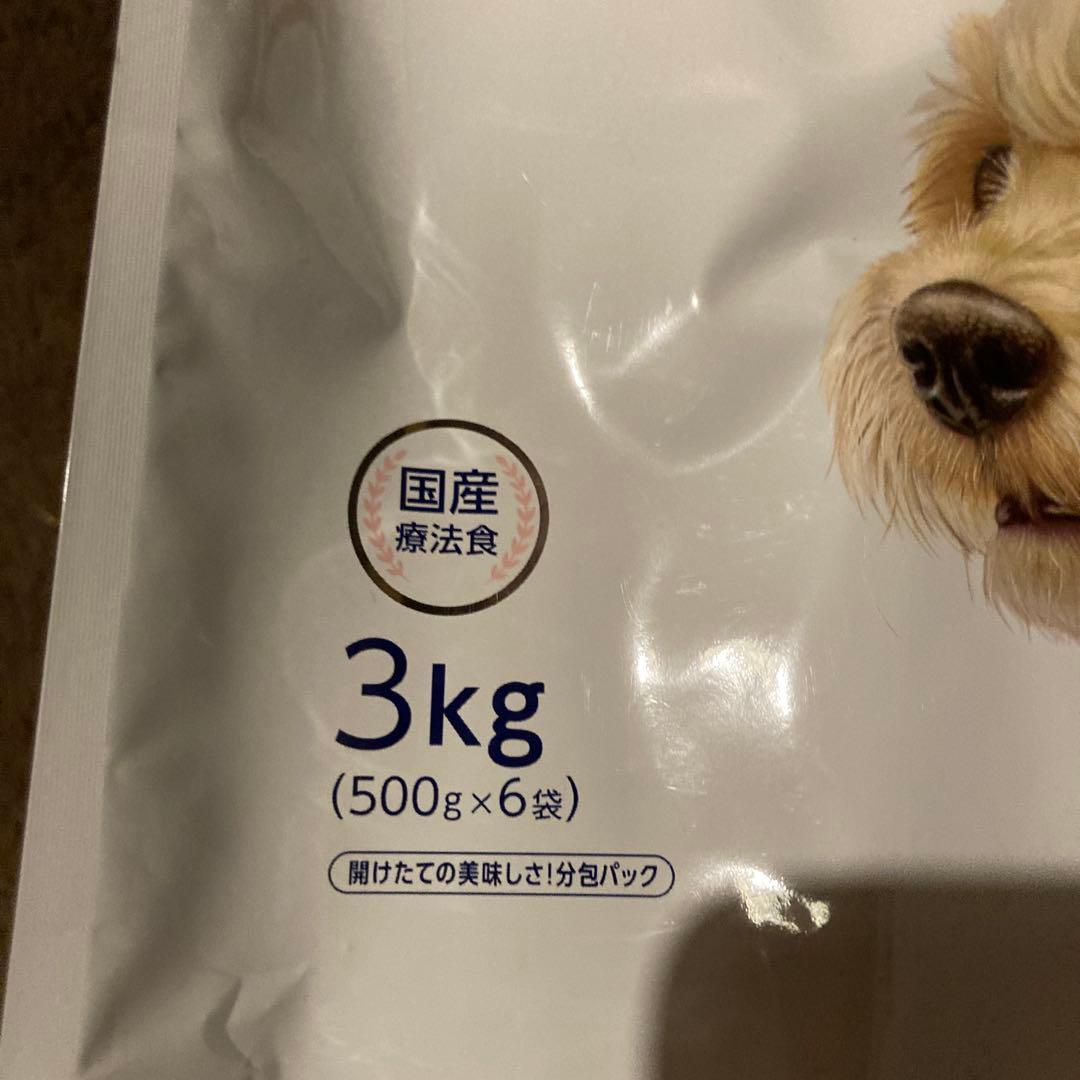 国産
療法食
3kg
(500g×6袋)
開けたての美味しさ!分包パック